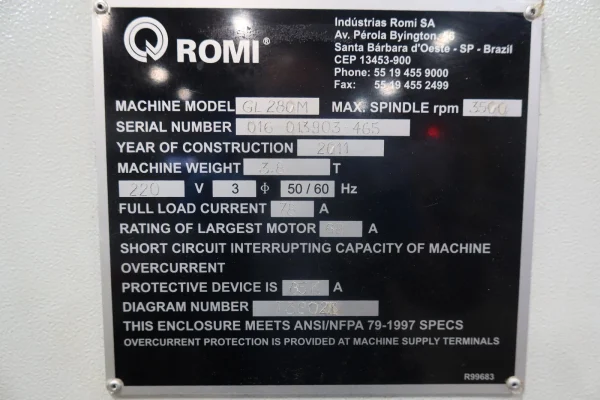 ROMI®
Indústrias Romi SA
Av. Pérola Byington, 56
Santa Bárbara d'Oeste - SP - Brazil
CEP 13453-900
Phone: 55 19 455 9000
Fax: 55 19 455 2499
MACHINE MODEL GL 280M MAX. SPINDLE rpm 3500
SERIAL NUMBER 016 013903 465
YEAR OF CONSTRUCTION 2011
MACHINE WEIGHT T
220 V 3 ф 50/60 Hz
FULL LOAD CURRENT A
RATING OF LARGEST MOTOR A
SHORT CIRCUIT INTERRUPTING CAPACITY OF MACHINE
OVERCURRENT
PROTECTIVE DEVICE IS A
DIAGRAM NUMBER
THIS ENCLOSURE MEETS ANSI/NFPA 79-1997 SPECS
OVERCURRENT PROTECTION IS PROVIDED AT MACHINE SUPPLY TERMINALS
R99683